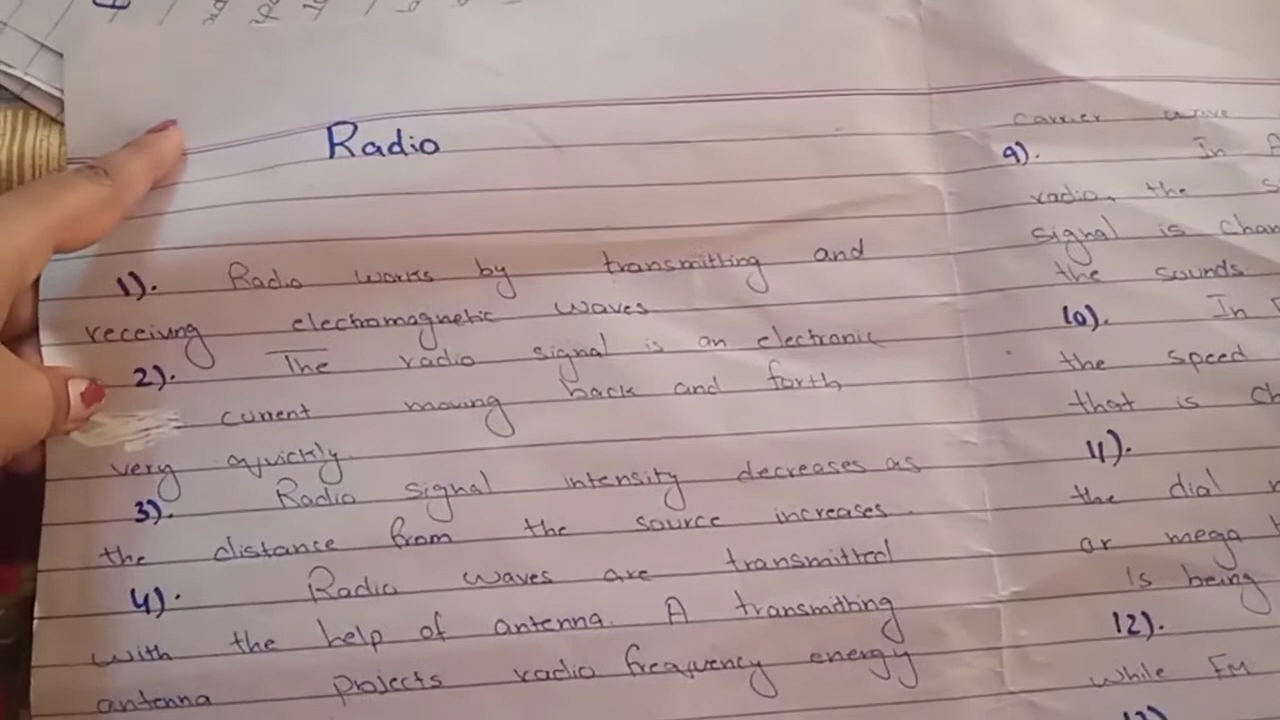 Radio
1). Radio works by transmitting and
receiving electromagnetic waves
2). The radio signal is an electronic
current moving back and forth
very quickly
3). Radio signal intensity decreases as
the distance from the source increases.
4). Radio waves are transmitted
with the help of antenna. A transmitting
antenna projects radio frequency energy
carrier wave
9). In
radio, the
signal is
the sounds
10). In
the speed
that is
11).
the dial
or mega
is being
12).
while FM